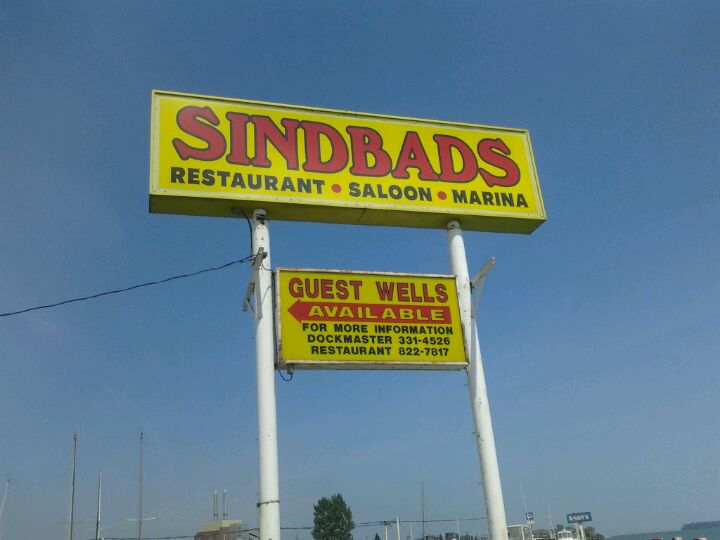 SINDBADS
RESTAURANT • SALOON • MARINA
GUEST WELLS
AVAILABLE
FOR MORE INFORMATION
DOCKMASTER 331-4526
RESTAURANT 822-7817